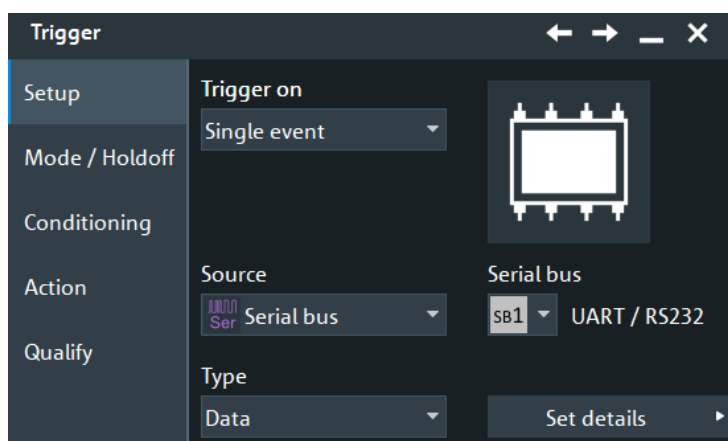 Trigger
Setup
Mode / Holdoff
Conditioning
Action
Qualify
Trigger on
Single event
Source
Serial bus
Ser Serial bus
SB1 UART / RS232
Type
Data
Set details